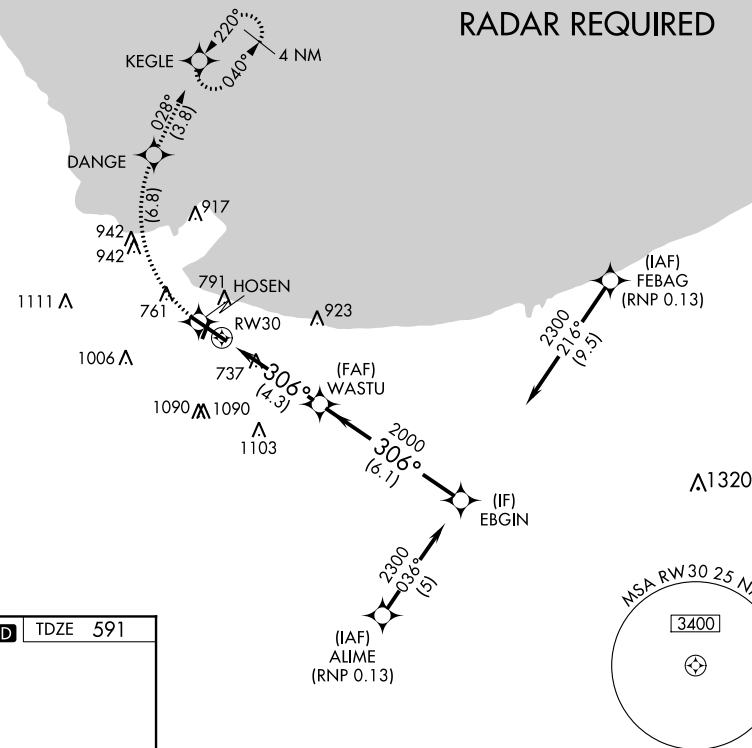 RADAR REQUIRED
220°
KEGLE
4 NM
040°
028°
(3.8)
DANGE
(6.8)
917
942
942
791
HOSEN
(IAF)
FEBAG
(RNP 0.13)
1111
761
923
RW30
2300
216°
(9.5)
1006
737
306°
(4.3)
(FAF)
WASTU
1090
1090
1103
2000
306°
(6.1)
1320
(IF)
EBGIN
2300
036°
(5)
MSA RW30 25 N
3400
D TDZE 591
(IAF)
ALIME
(RNP 0.13)